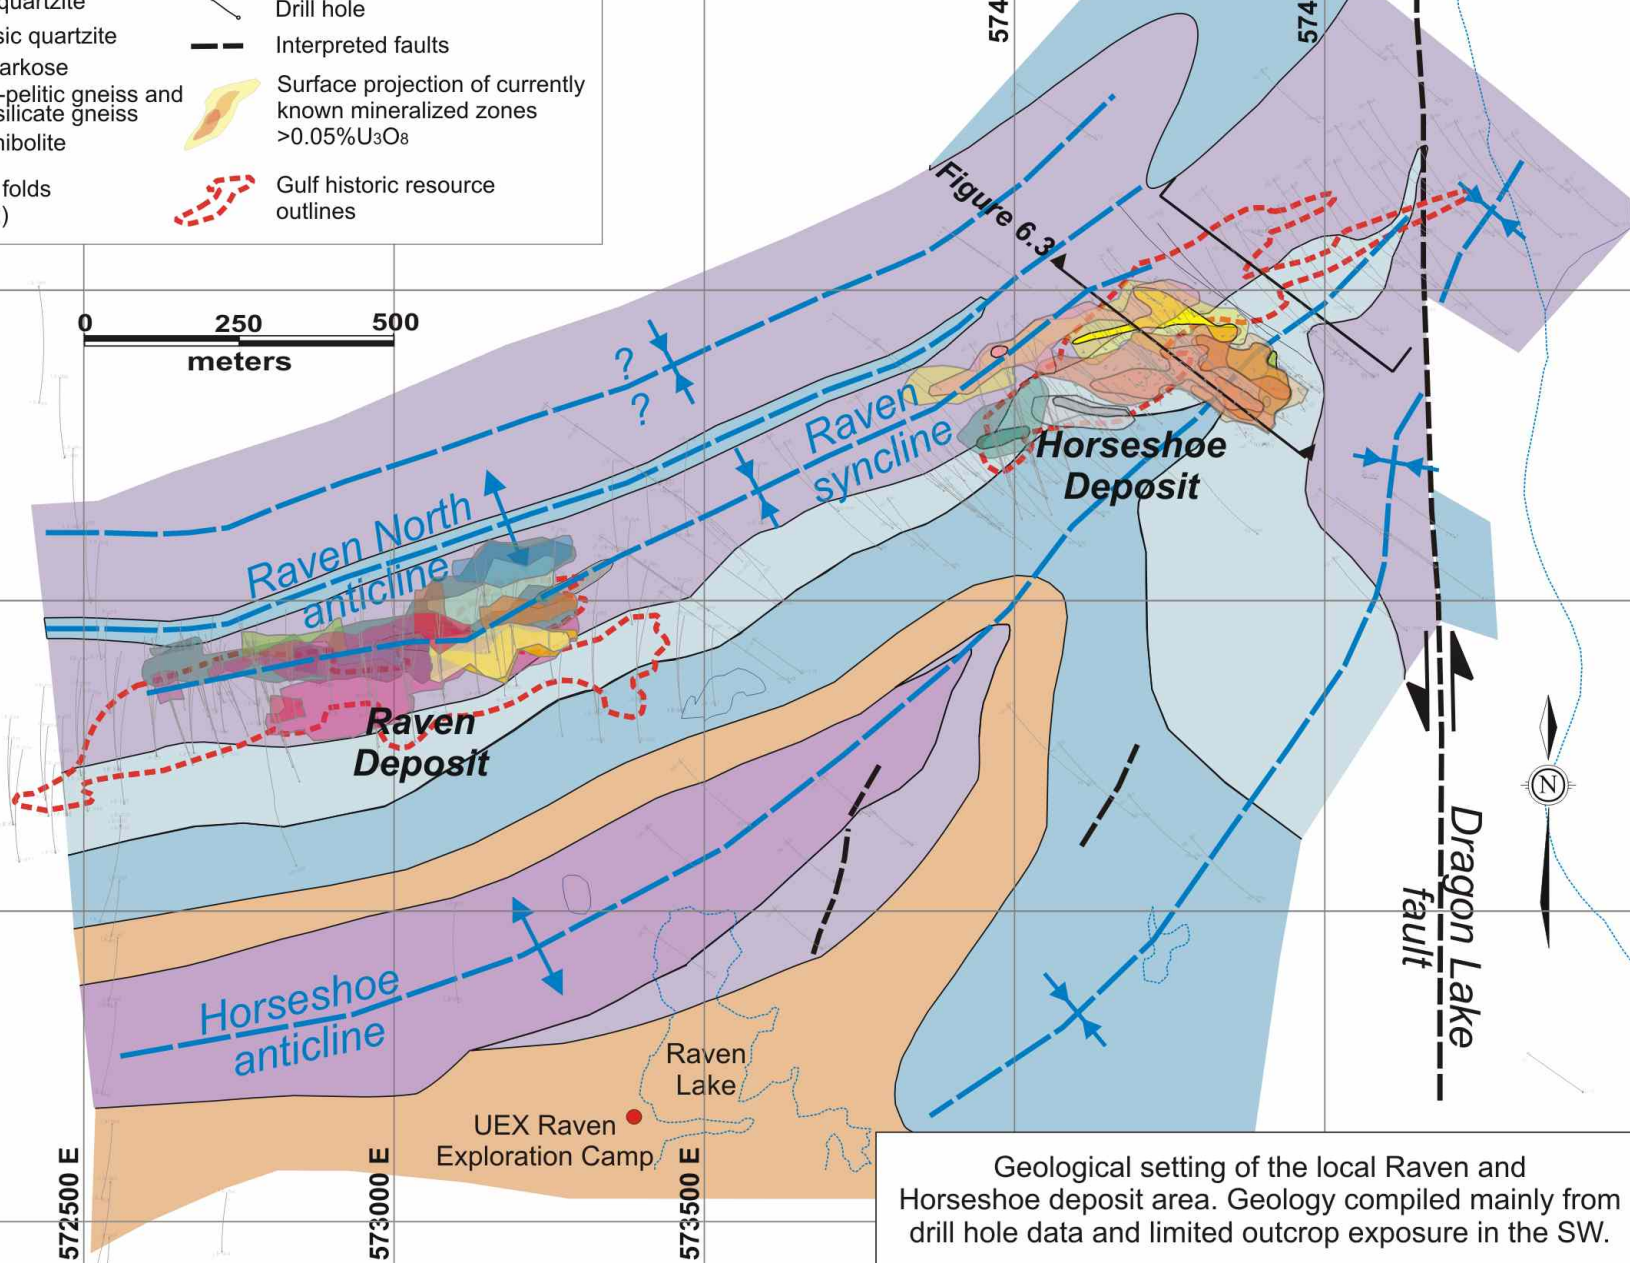 quartzite
sic quartzite
arkose
-pelitic gneiss and
silicate gneiss
nibolite
folds
)
Drill hole
Interpreted faults
Surface projection of currently
known mineralized zones
>0.05%U3O8
Gulf historic resource
outlines
574
574
Figure 6.3
0 250 500
meters
?
?
Raven
syncline
Horseshoe
Deposit
Raven North
anticline
Raven
Deposit
N
Dragon Lake
fault
Horseshoe
anticline
Raven
Lake
UEX Raven
Exploration Camp
572500 E
573000 E
573500 E
Geological setting of the local Raven and
Horseshoe deposit area. Geology compiled mainly from
drill hole data and limited outcrop exposure in the SW.